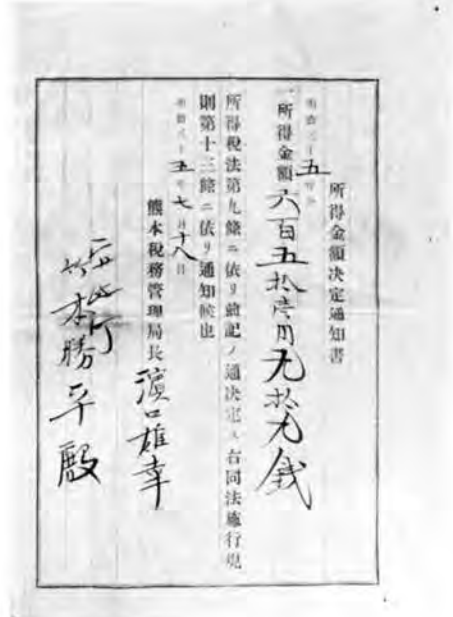 所得金額決定通知書
明治三十五年分
一所得金額六百五拾壱円九拾九銭
所得税法第九條ニ依リ前記ノ通決定ス右同法施行規
則第十三條ニ依リ通知候也
明治三十五年七月十八日
熊本税務管理局長 濱口雄幸
本勝平殿